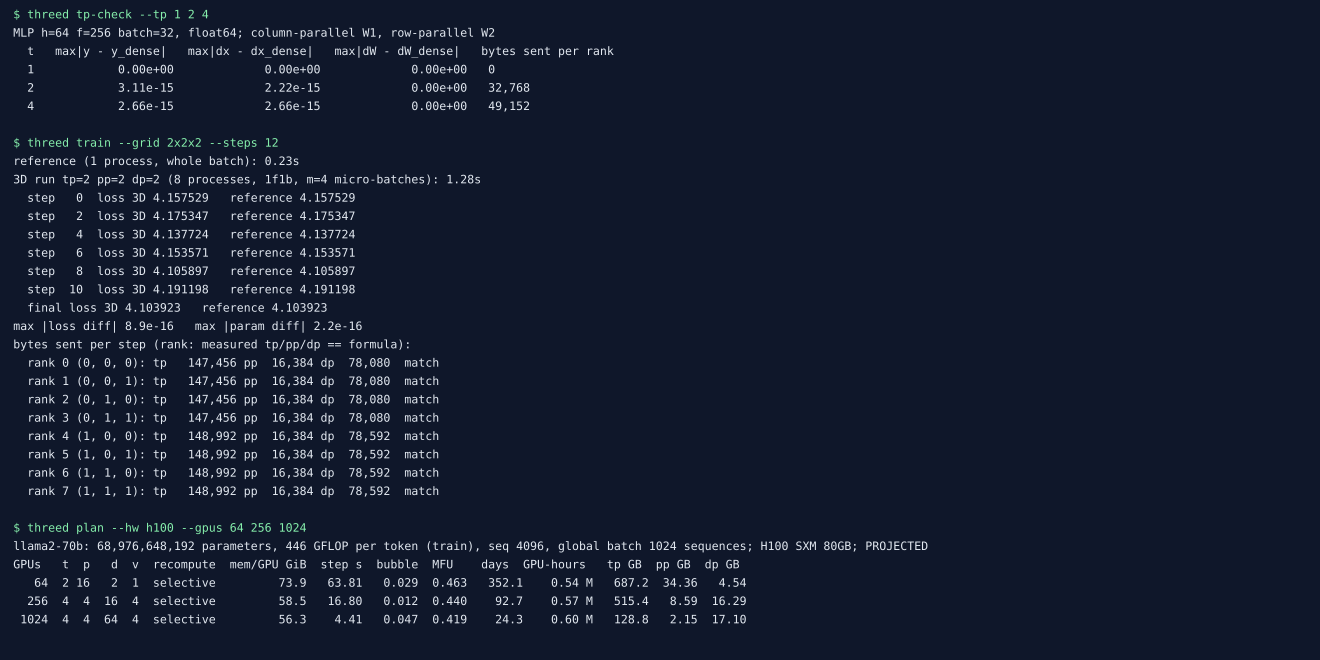 $ threed tp-check --tp 1 2 4
MLP h=64 f=256 batch=32, float64; column-parallel W1, row-parallel W2
  t   max|y - y_dense|   max|dx - dx_dense|   max|dW - dW_dense|   bytes sent per rank
  1            0.00e+00             0.00e+00             0.00e+00   0
  2            3.11e-15             2.22e-15             0.00e+00   32,768
  4            2.66e-15             2.66e-15             0.00e+00   49,152
$ threed train --grid 2x2x2 --steps 12
reference (1 process, whole batch): 0.23s
3D run tp=2 pp=2 dp=2 (8 processes, 1f1b, m=4 micro-batches): 1.28s
  step   0  loss 3D 4.157529   reference 4.157529
  step   2  loss 3D 4.175347   reference 4.175347
  step   4  loss 3D 4.137724   reference 4.137724
  step   6  loss 3D 4.153571   reference 4.153571
  step   8  loss 3D 4.105897   reference 4.105897
  step  10  loss 3D 4.191198   reference 4.191198
  final loss 3D 4.103923   reference 4.103923
max |loss diff| 8.9e-16   max |param diff| 2.2e-16
bytes sent per step (rank: measured tp/pp/dp == formula):
  rank 0 (0, 0, 0): tp   147,456 pp  16,384 dp  78,080  match
  rank 1 (0, 0, 1): tp   147,456 pp  16,384 dp  78,080  match
  rank 2 (0, 1, 0): tp   147,456 pp  16,384 dp  78,080  match
  rank 3 (0, 1, 1): tp   147,456 pp  16,384 dp  78,080  match
  rank 4 (1, 0, 0): tp   148,992 pp  16,384 dp  78,592  match
  rank 5 (1, 0, 1): tp   148,992 pp  16,384 dp  78,592  match
  rank 6 (1, 1, 0): tp   148,992 pp  16,384 dp  78,592  match
  rank 7 (1, 1, 1): tp   148,992 pp  16,384 dp  78,592  match
$ threed plan --hw h100 --gpus 64 256 1024
llama2-70b: 68,976,648,192 parameters, 446 GFLOP per token (train), seq 4096, global batch 1024 sequences; H100 SXM 80GB; PROJECTED
GPUs   t  p   d  v  recompute  mem/GPU GiB  step s  bubble  MFU    days  GPU-hours   tp GB  pp GB  dp GB
   64  2 16   2  1  selective         73.9   63.81   0.029  0.463   352.1    0.54 M   687.2  34.36   4.54
  256  4  4  16  4  selective         58.5   16.80   0.012  0.440    92.7    0.57 M   515.4   8.59  16.29
 1024  4  4  64  4  selective         56.3    4.41   0.047  0.419    24.3    0.60 M   128.8   2.15  17.10